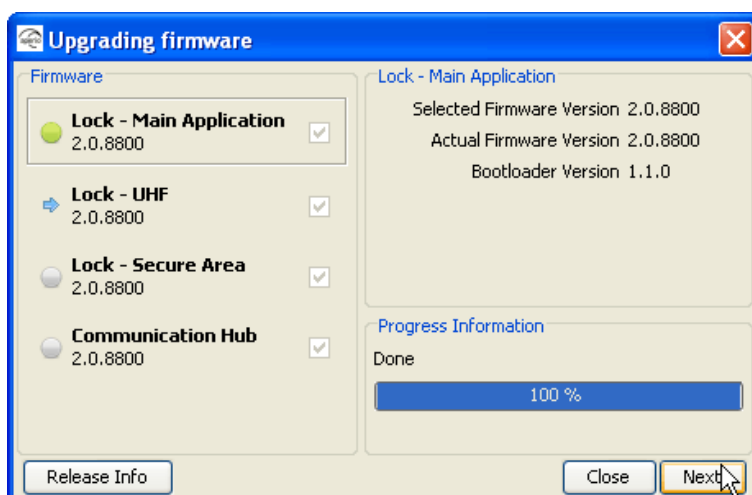 Upgrading firmware
Firmware
Lock - Main Application
2.0.8800
Lock - UHF
2.0.8800
Lock - Secure Area
2.0.8800
Communication Hub
2.0.8800
Lock - Main Application
Selected Firmware Version 2.0.8800
Actual Firmware Version 2.0.8800
Bootloader Version 1.1.0
Progress Information
Done
100 %
Release Info
Close
Next